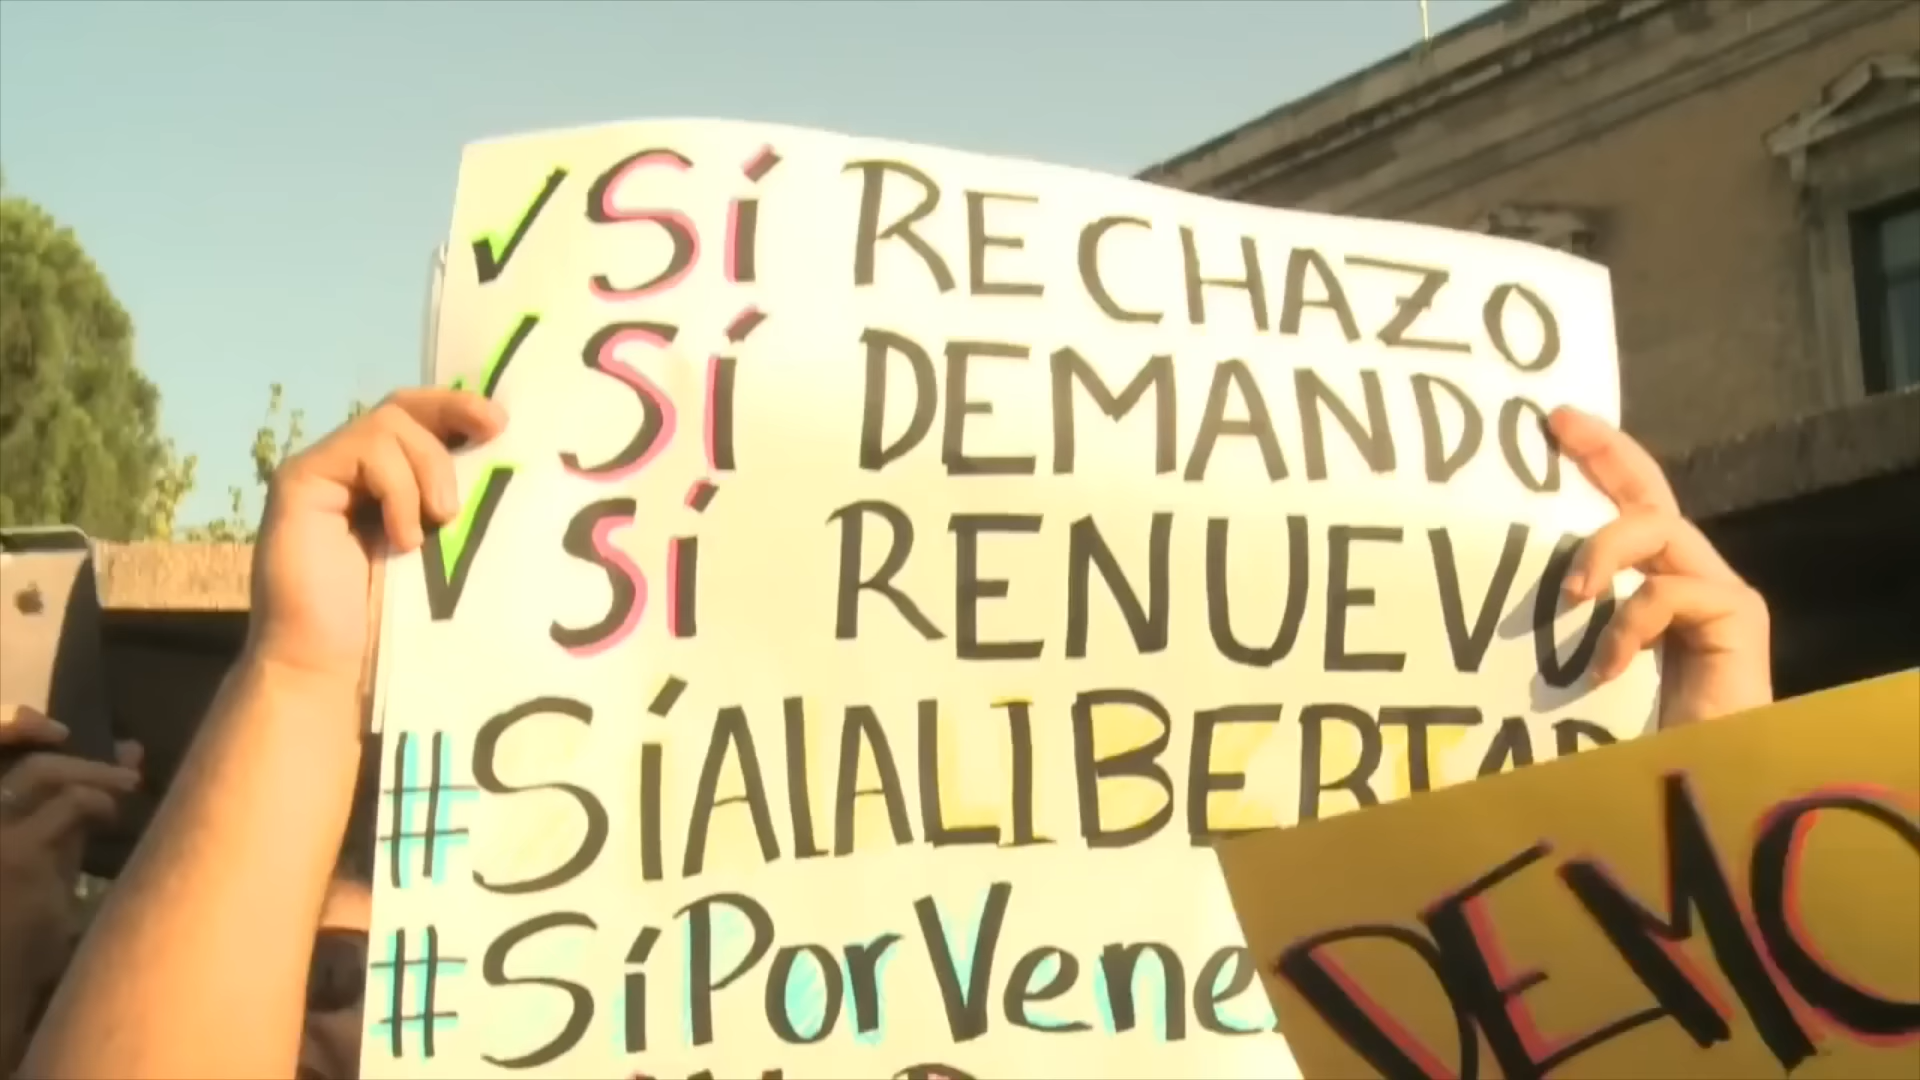 ✓ SÍ RECHAZO
✓ SÍ DEMANDO
✓ SÍ RENUEVO
#SÍALALIBERTAD
#SíPorVene
DEMO